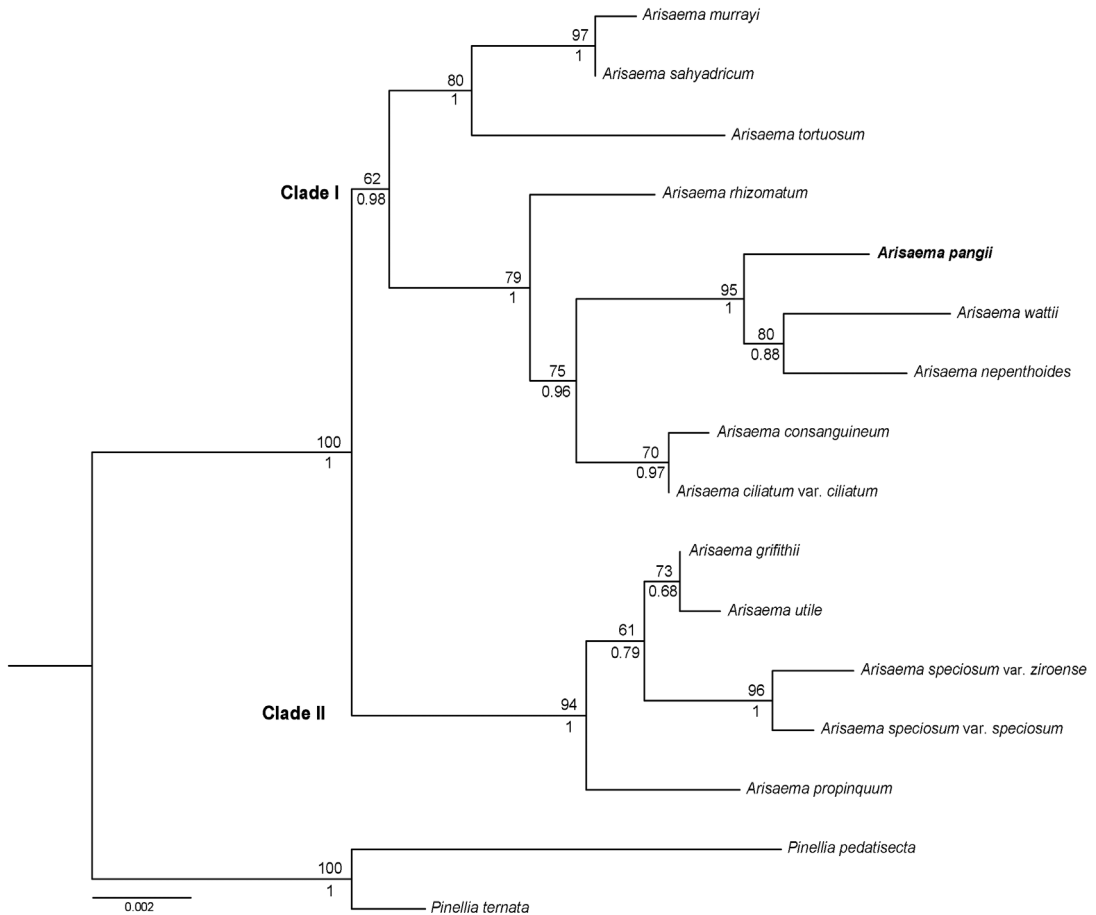 Arisaema murrayi
97
1
Arisaema sahyadricum
80
1
Arisaema tortuosum
62
Clade I
0.98
Arisaema rhizomatum
Arisaema pangii
79
1
95
1
Arisaema wattii
80
0.88
Arisaema nepenthoides
75
0.96
Arisaema consanguineum
100
1
70
0.97
Arisaema ciliatum var. ciliatum
Arisaema grifithii
73
0.68
Arisaema utile
61
0.79
Arisaema speciosum var. ziroense
96
1
Clade II
94
1
Arisaema speciosum var. speciosum
Arisaema propinquum
Pinellia pedatisecta
100
1
0.002
Pinellia ternata